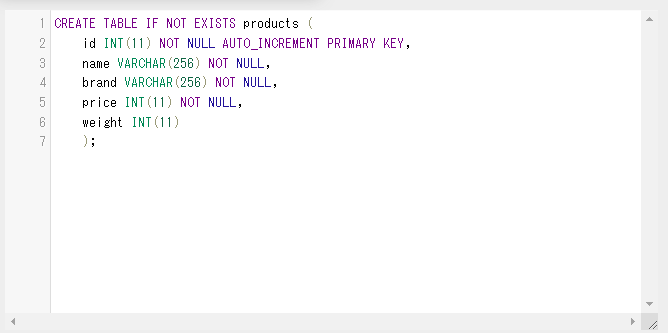 1 CREATE TABLE IF NOT EXISTS products (
2 id INT(11) NOT NULL AUTO_INCREMENT PRIMARY KEY,
3 name VARCHAR(256) NOT NULL,
4 brand VARCHAR(256) NOT NULL,
5 price INT(11) NOT NULL,
6 weight INT(11)
7 );